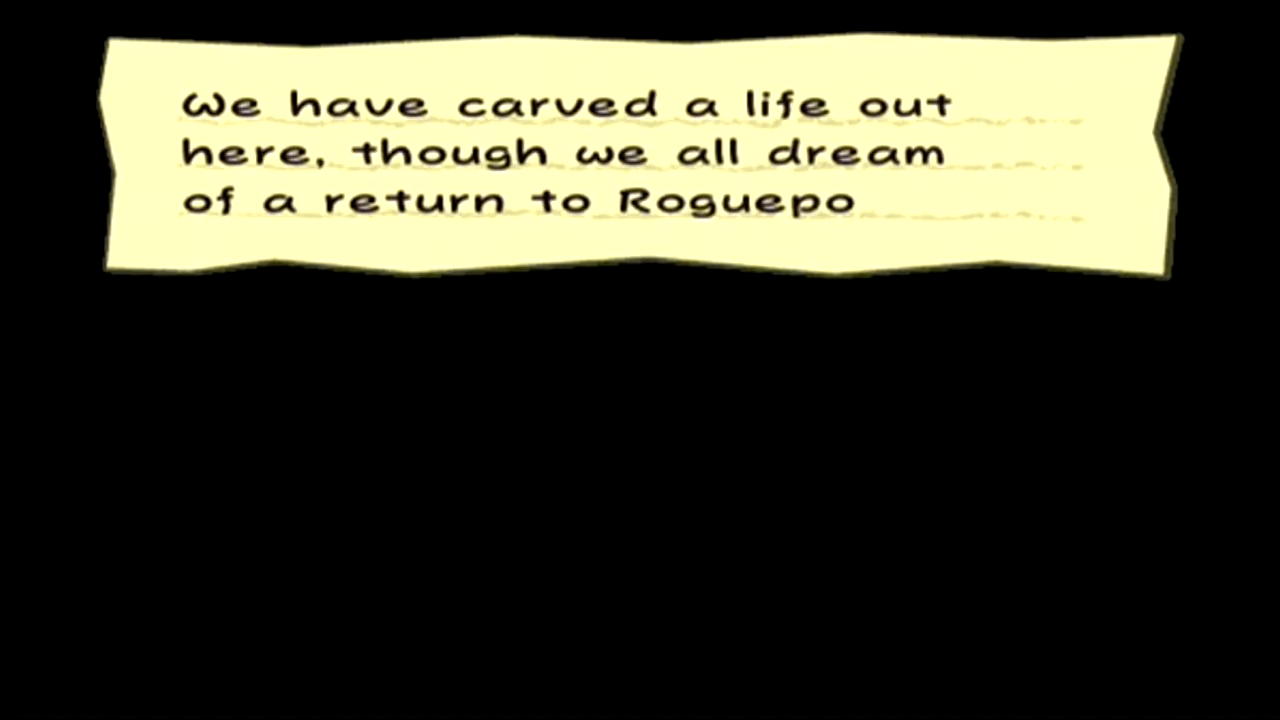 We have carved a life out
here, though we all dream
of a return to Roguepo